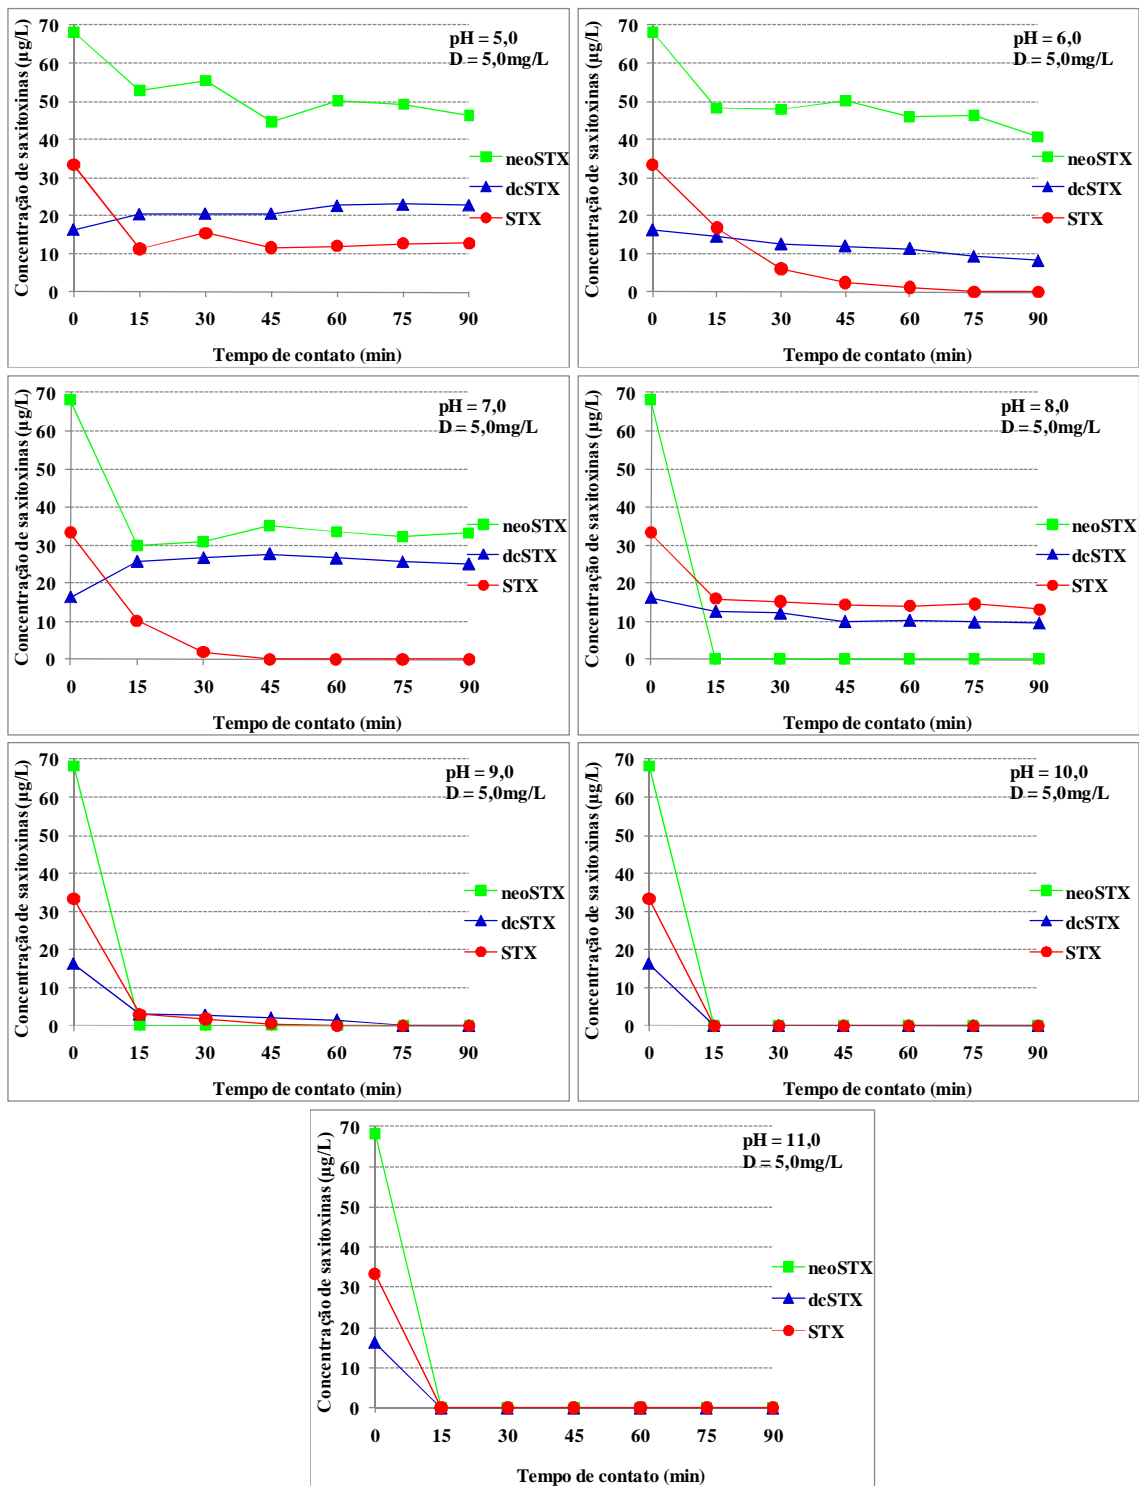 Concentração de saxitoxinas (µg/L)
70
60
50
40
30
20
10
0
pH = 5,0
D = 5,0mg/L
neoSTX
dcSTX
STX
0 15 30 45 60 75 90
Tempo de contato (min)
Concentração de saxitoxinas (µg/L)
70
60
50
40
30
20
10
0
pH = 6,0
D = 5,0mg/L
neoSTX
dcSTX
STX
0 15 30 45 60 75 90
Tempo de contato (min)
Concentração de saxitoxinas (µg/L)
70
60
50
40
30
20
10
0
pH = 7,0
D = 5,0mg/L
neoSTX
dcSTX
STX
0 15 30 45 60 75 90
Tempo de contato (min)
Concentração de saxitoxinas (µg/L)
70
60
50
40
30
20
10
0
pH = 8,0
D = 5,0mg/L
neoSTX
dcSTX
STX
0 15 30 45 60 75 90
Tempo de contato (min)
Concentração de saxitoxinas (µg/L)
70
60
50
40
30
20
10
0
pH = 9,0
D = 5,0mg/L
neoSTX
dcSTX
STX
0 15 30 45 60 75 90
Tempo de contato (min)
Concentração de saxitoxinas (µg/L)
70
60
50
40
30
20
10
0
pH = 10,0
D = 5,0mg/L
neoSTX
dcSTX
STX
0 15 30 45 60 75 90
Tempo de contato (min)
Concentração de saxitoxinas (µg/L)
70
60
50
40
30
20
10
0
pH = 11,0
D = 5,0mg/L
neoSTX
dcSTX
STX
0 15 30 45 60 75 90
Tempo de contato (min)